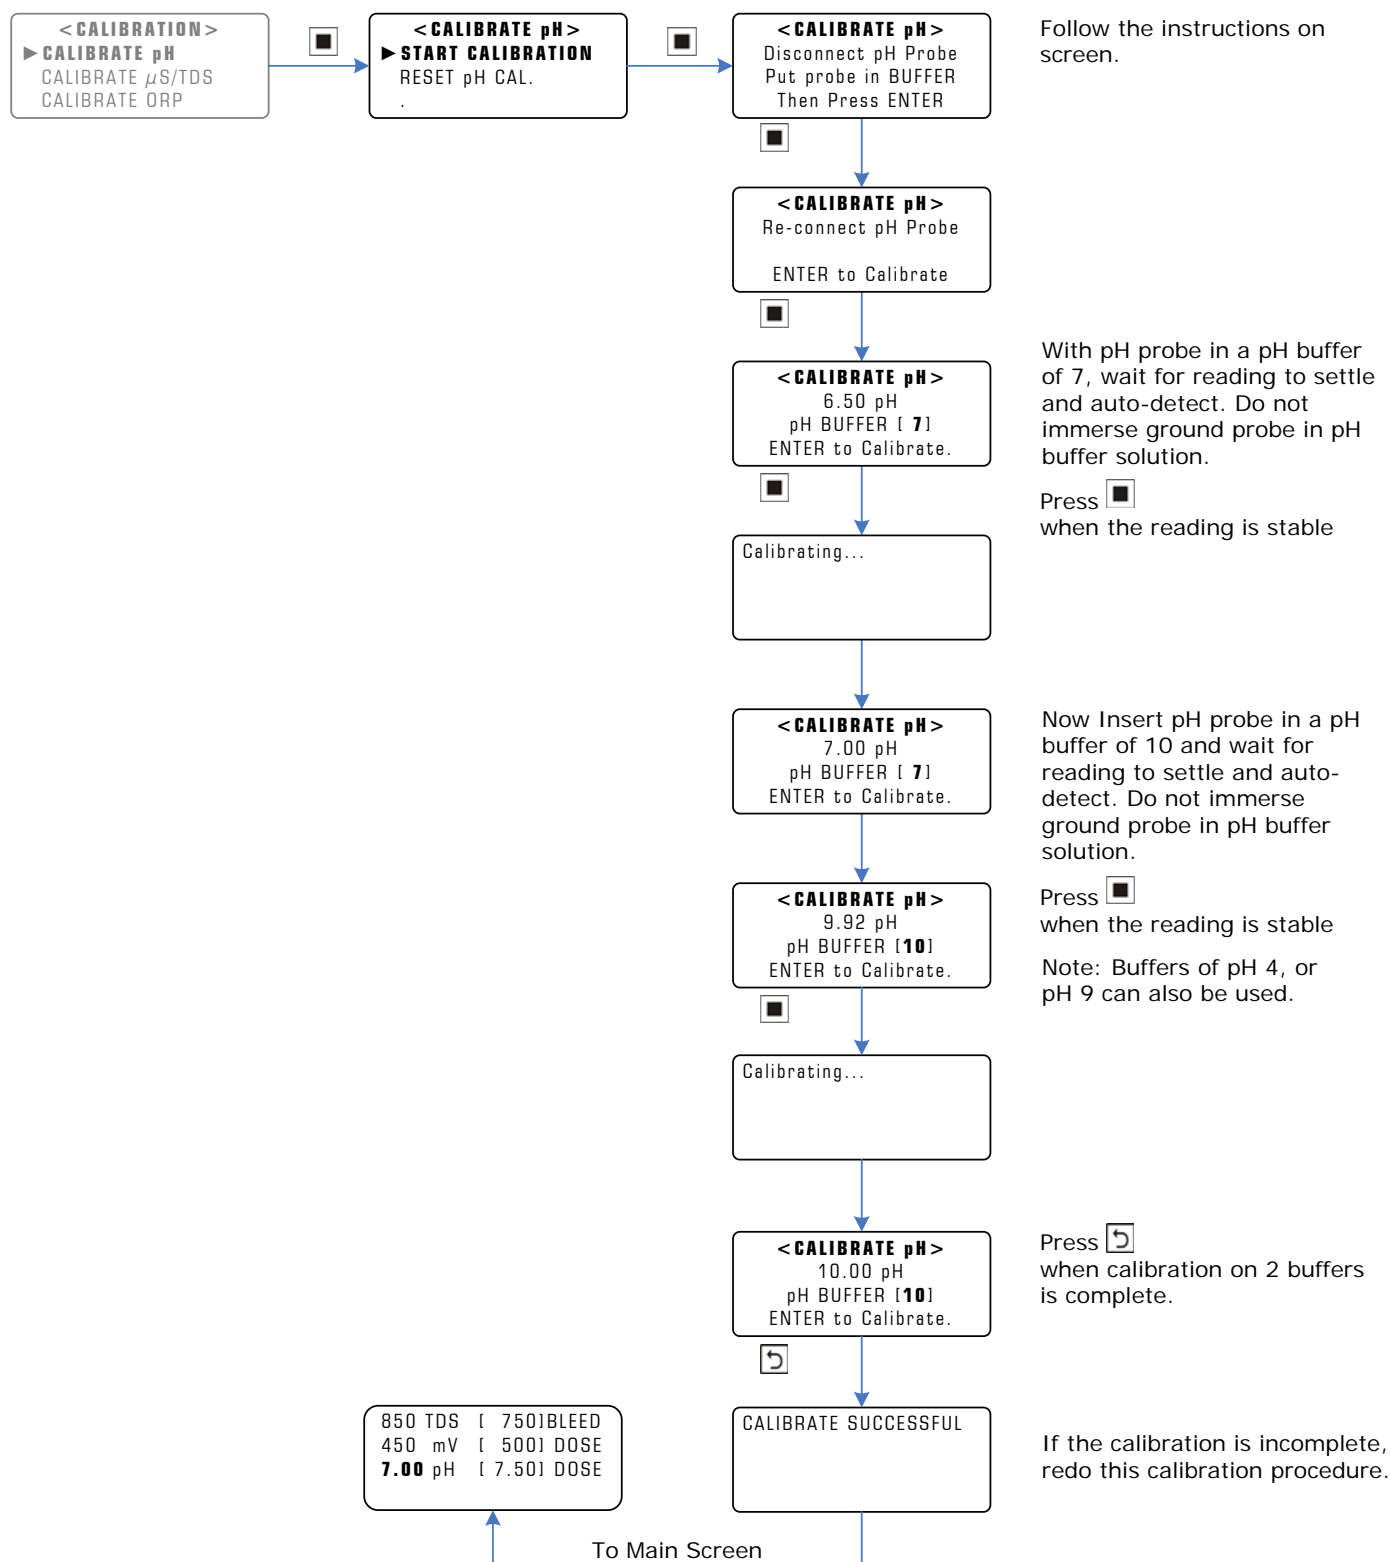 <CALIBRATION>
►CALIBRATE pH
CALIBRATE µS/TDS
CALIBRATE ORP
<CALIBRATE pH>
►START CALIBRATION
RESET pH CAL.
.
<CALIBRATE pH>
Disconnect pH Probe
Put probe in BUFFER
Then Press ENTER
Follow the instructions on
screen.
<CALIBRATE pH>
Re-connect pH Probe
ENTER to Calibrate
<CALIBRATE pH>
6.50 pH
pH BUFFER [ 7]
ENTER to Calibrate.
With pH probe in a pH buffer
of 7, wait for reading to settle
and auto-detect. Do not
immerse ground probe in pH
buffer solution.
Press
when the reading is stable
Calibrating...
<CALIBRATE pH>
7.00 pH
pH BUFFER [ 7]
ENTER to Calibrate.
Now Insert pH probe in a pH
buffer of 10 and wait for
reading to settle and auto-
detect. Do not immerse
ground probe in pH buffer
solution.
Press
when the reading is stable
Note: Buffers of pH 4, or
pH 9 can also be used.
<CALIBRATE pH>
9.92 pH
pH BUFFER [10]
ENTER to Calibrate.
Calibrating...
<CALIBRATE pH>
10.00 pH
pH BUFFER [10]
ENTER to Calibrate.
Press
when calibration on 2 buffers
is complete.
CALIBRATE SUCCESSFUL
If the calibration is incomplete,
redo this calibration procedure.
850 TDS [ 750]BLEED
450 mV [ 500] DOSE
7.00 pH [ 7.50] DOSE
To Main Screen